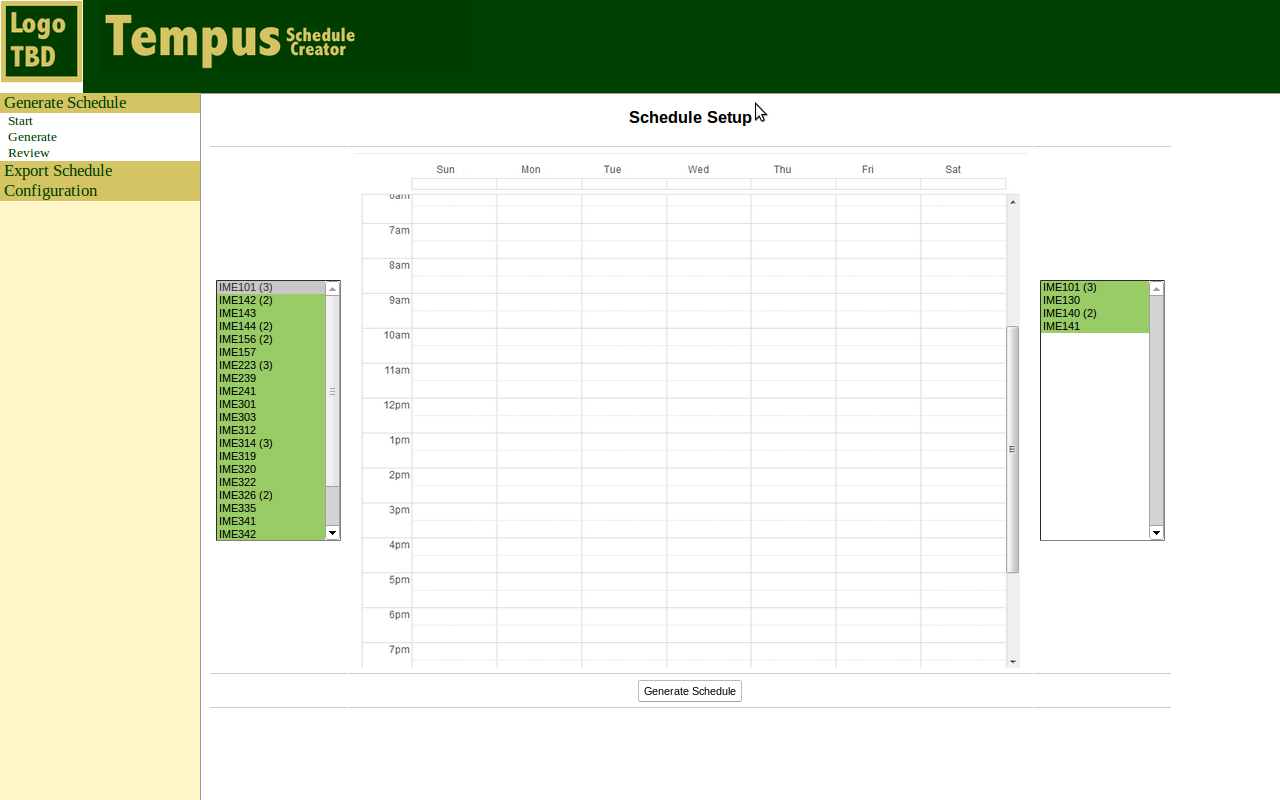 Logo
TBD
Tempus Schedule
Creator
Generate Schedule
Start
Generate
Review
Export Schedule
Configuration
Schedule Setup
Sun Mon Tue Wed Thu Fri Sat
6am
7am
8am
9am
10am
11am
12pm
1pm
2pm
3pm
4pm
5pm
6pm
7pm
IME101 (3)
IME142 (2)
IME143
IME144 (2)
IME156 (2)
IME157
IME223 (3)
IME239
IME241
IME301
IME303
IME312
IME314 (3)
IME319
IME320
IME322
IME326 (2)
IME335
IME341
IME342
IME101 (3)
IME130
IME140 (2)
IME141
Generate Schedule